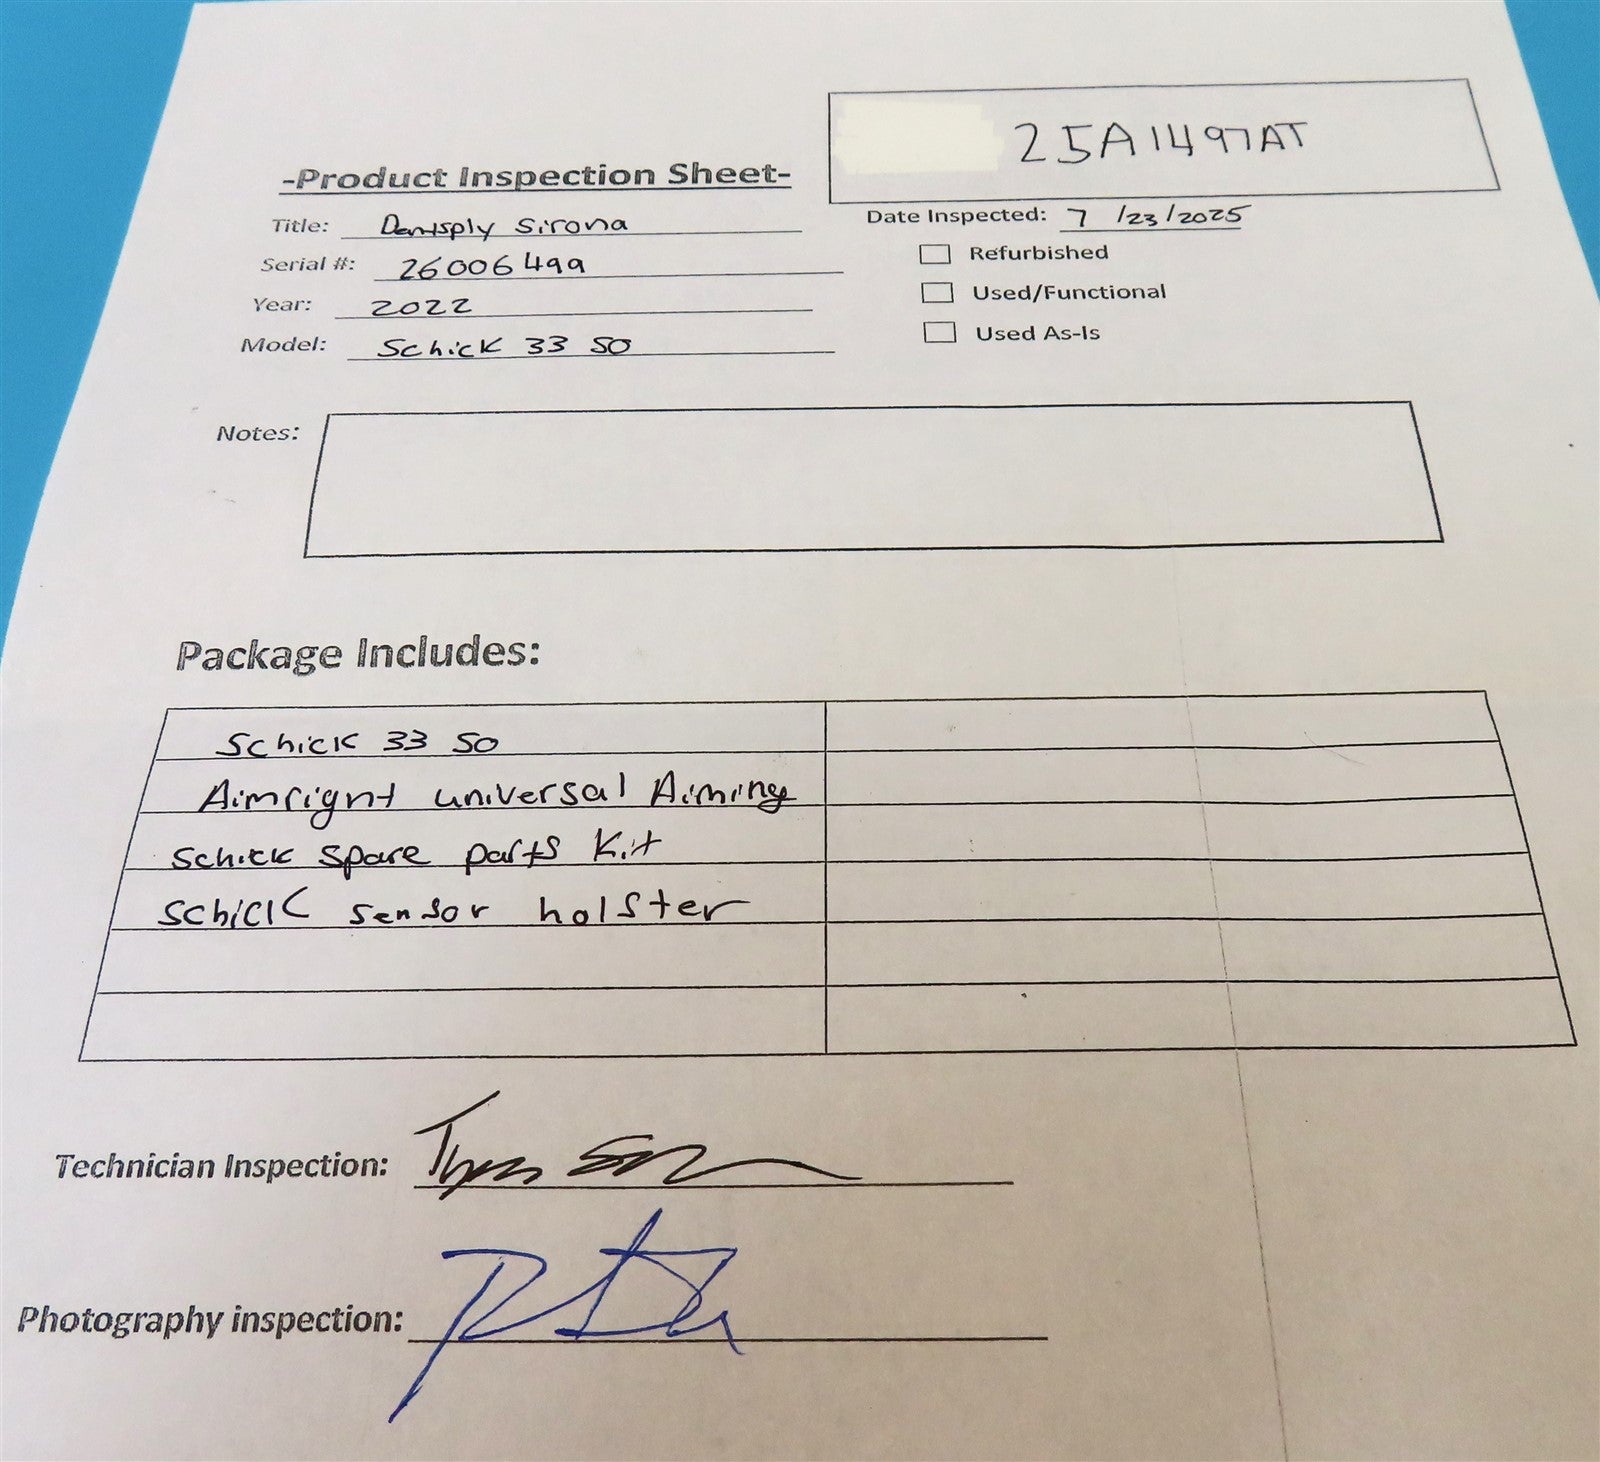 25A1497AT
-Product Inspection Sheet-
Title: Dentsply Sirona
Date Inspected: 7/23/2025
Serial #: 26006499
Refurbished
Year: 2022
Used/Functional
Model: Schick 33 SO
Used As-Is
Notes:
Package Includes:
Schick 33 SO
Aimright universal Aiming
Schick spare parts Kit
Schick sensor holster
Technician Inspection:
Photography inspection: